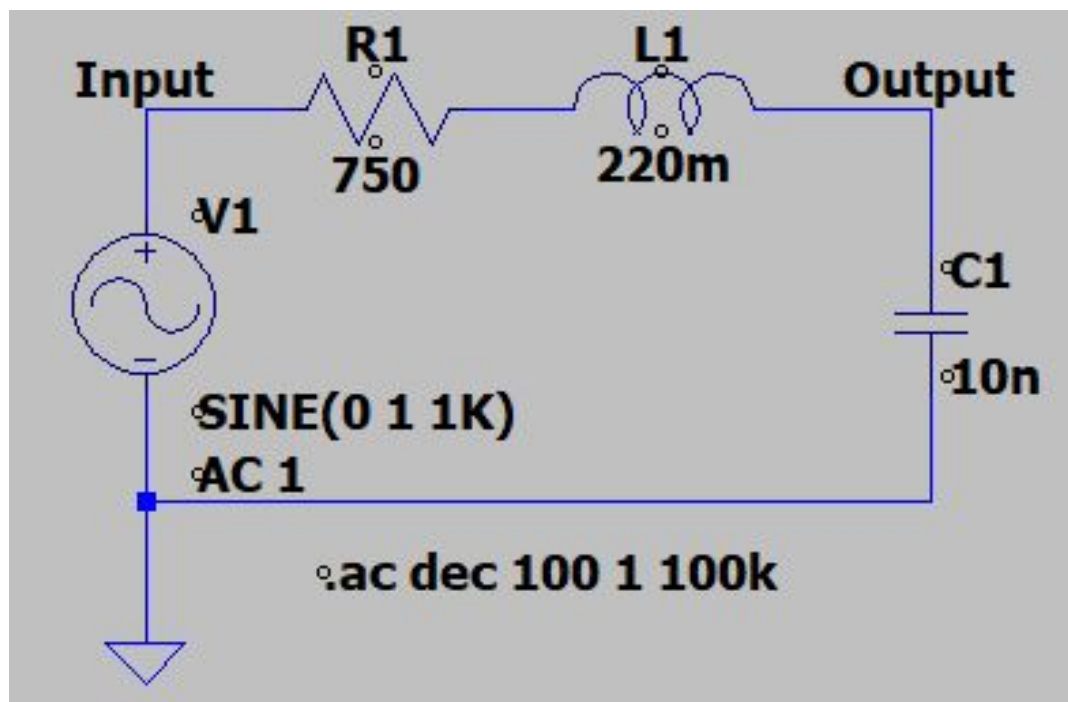 R1
L1
Input
Output
750
220m
V1
C1
10n
SINE(0 1 1K)
AC 1
.ac dec 100 1 100k